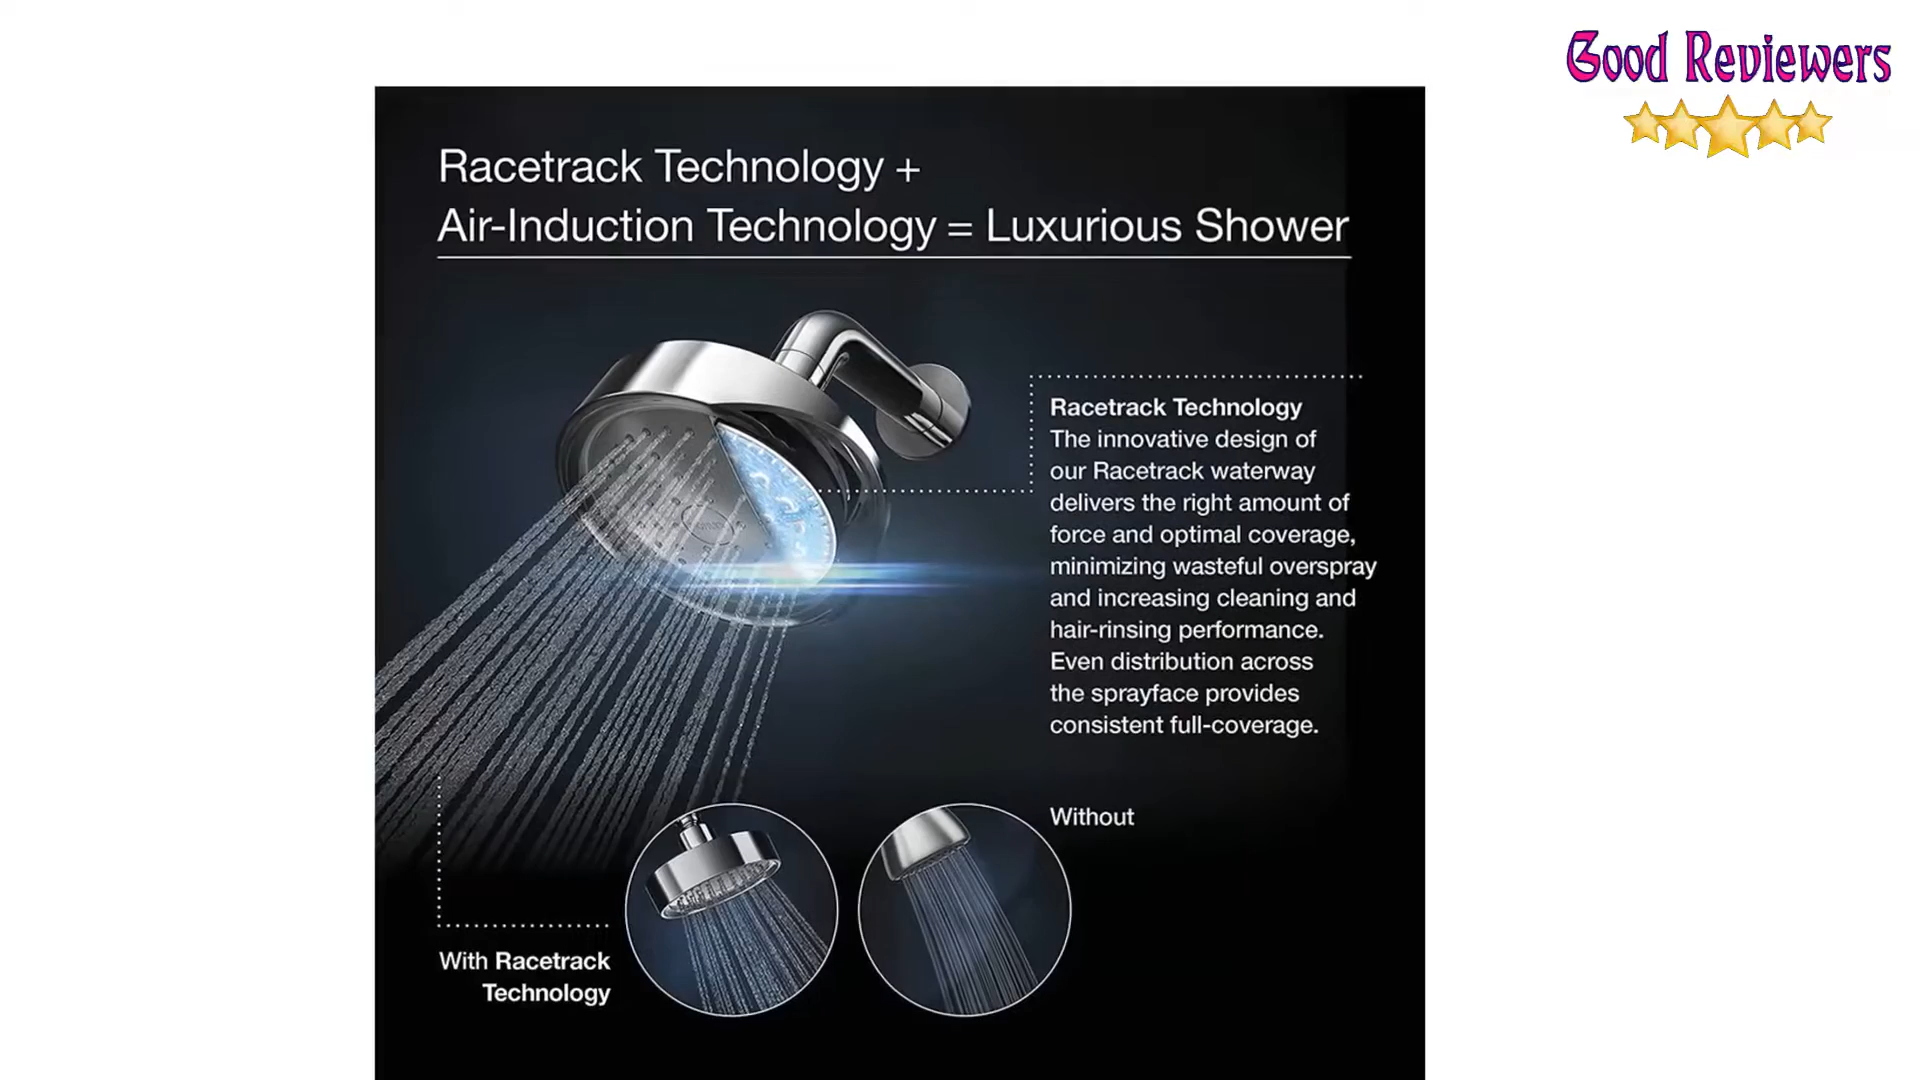 Good Reviewers
Racetrack Technology +
Air-Induction Technology = Luxurious Shower
Racetrack Technology
The innovative design of
our Racetrack waterway
delivers the right amount of
force and optimal coverage,
minimizing wasteful overspray
and increasing cleaning and
hair-rinsing performance.
Even distribution across
the sprayface provides
consistent full-coverage.
Without
With Racetrack
Technology